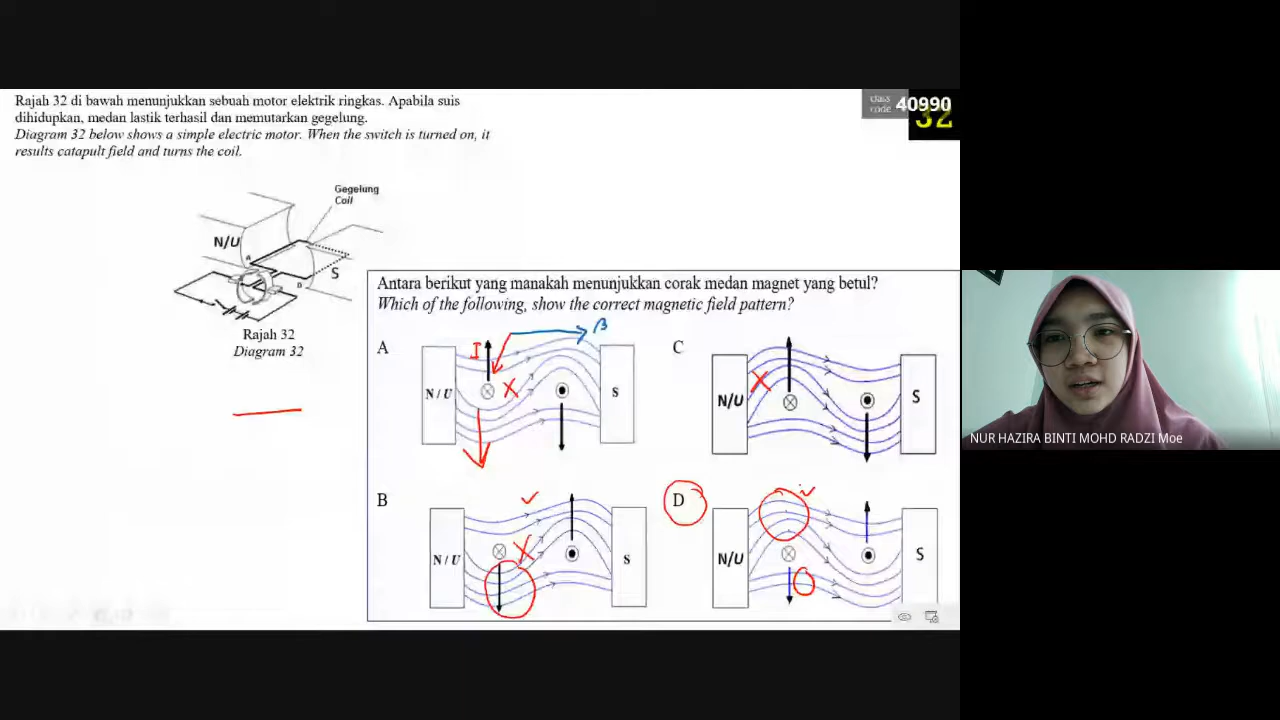 Rajah 32 di bawah menunjukkan sebuah motor elektrik ringkas. Apabila suis
dihidupkan, medan lastik terhasil dan memutarkan gegelung.
Diagram 32 below shows a simple electric motor. When the switch is turned on, it
results catapult field and turns the coil.
class code 40990
32
Gegelung
Coil
N/U
A
S
D
Rajah 32
Diagram 32
Antara berikut yang manakah menunjukkan corak medan magnet yang betul?
Which of the following, show the correct magnetic field pattern?
A
I
B
N / U
S
C
N/U
S
B
N / U
S
D
N/U
S
NUR HAZIRA BINTI MOHD RADZI Moe